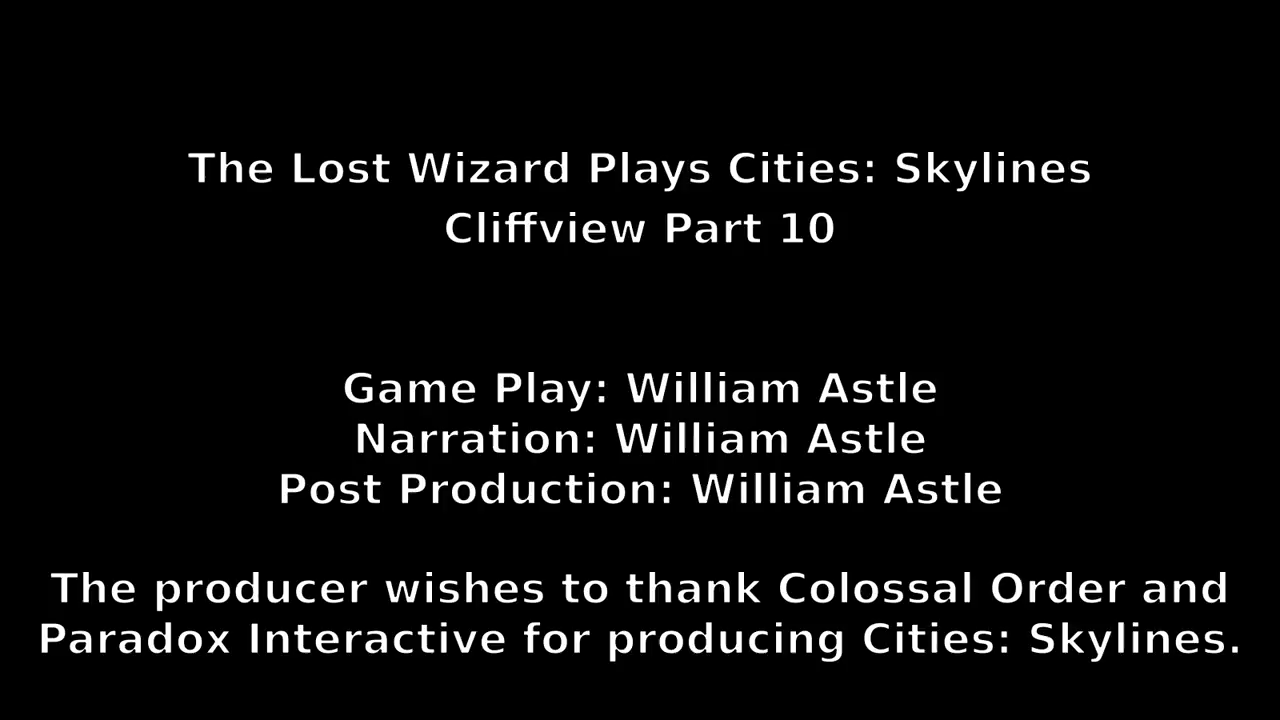 The Lost Wizard Plays Cities: Skylines
Cliffview Part 10
Game Play: William Astle
Narration: William Astle
Post Production: William Astle
The producer wishes to thank Colossal Order and
Paradox Interactive for producing Cities: Skylines.